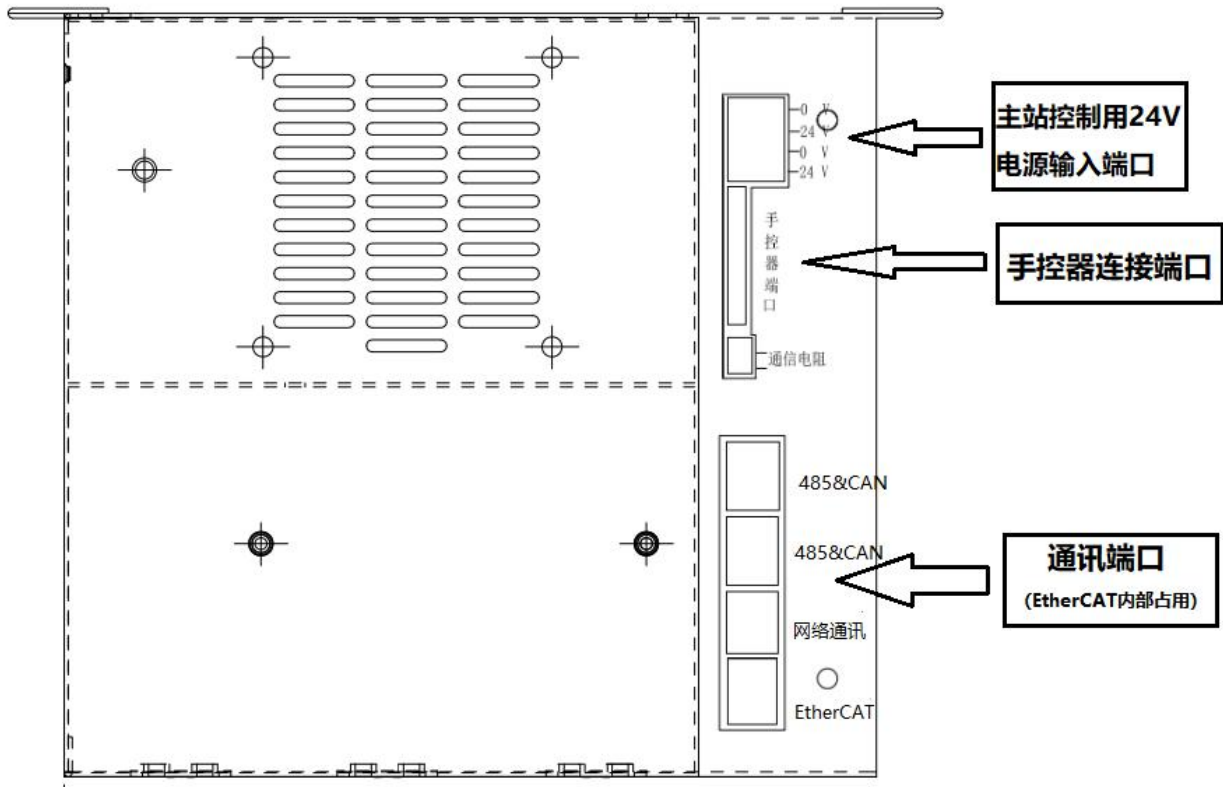 0 V
24 V
0 V
24 V
主站控制用24V
电源输入端口
手
控
器
端
口
手控器连接端口
通信电阻
485&CAN
485&CAN
通讯端口
(EtherCAT内部占用)
网络通讯
EtherCAT